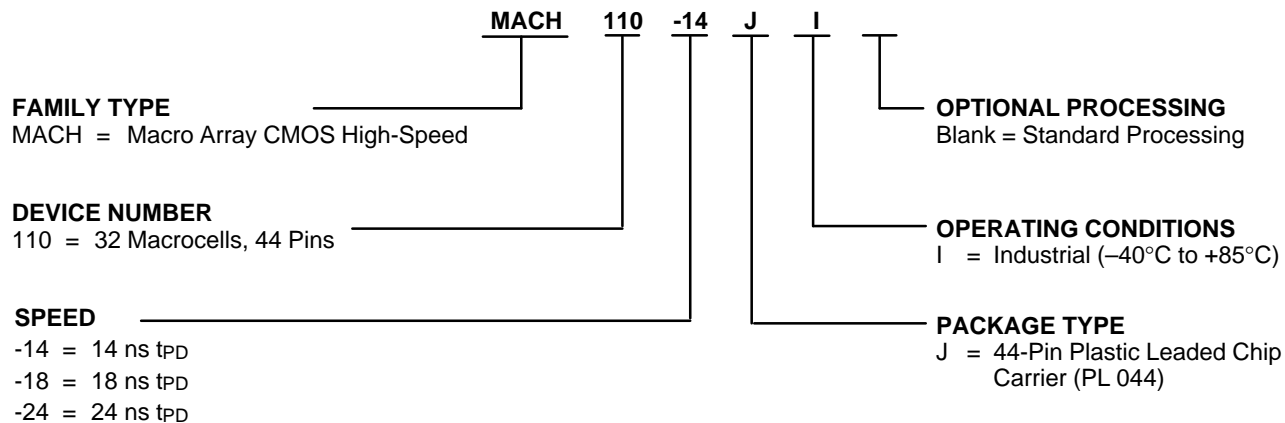 MACH 110 -14 J I
FAMILY TYPE
MACH = Macro Array CMOS High-Speed
DEVICE NUMBER
110 = 32 Macrocells, 44 Pins
SPEED
-14 = 14 ns tPD
-18 = 18 ns tPD
-24 = 24 ns tPD
OPTIONAL PROCESSING
Blank = Standard Processing
OPERATING CONDITIONS
I = Industrial (–40°C to +85°C)
PACKAGE TYPE
J = 44-Pin Plastic Leaded Chip
Carrier (PL 044)